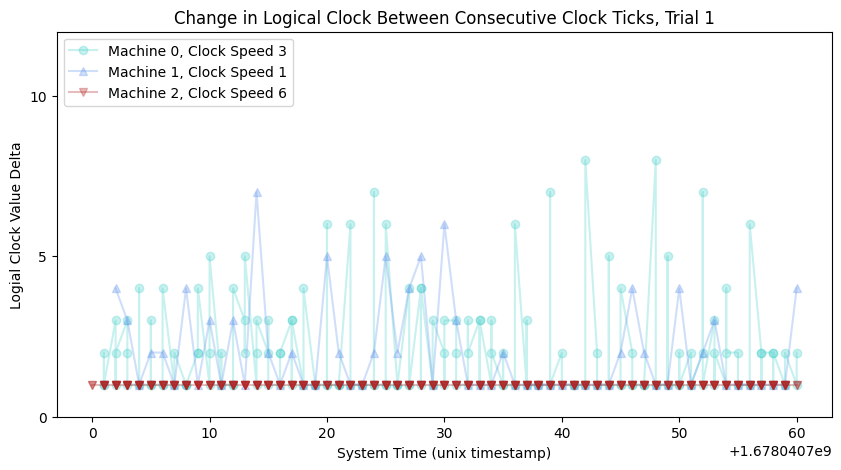 Change in Logical Clock Between Consecutive Clock Ticks, Trial 1
Machine 0, Clock Speed 3
Machine 1, Clock Speed 1
Machine 2, Clock Speed 6
Logial Clock Value Delta
10
5
0
0 10 20 30 40 50 60
System Time (unix timestamp)
+1.6780407e9